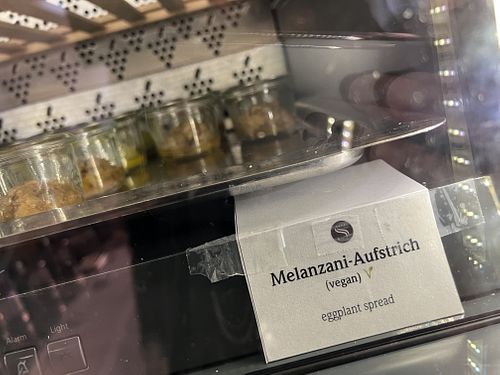 Melanzani-Aufstrich
(vegan)
eggplant spread
Alarm
Light